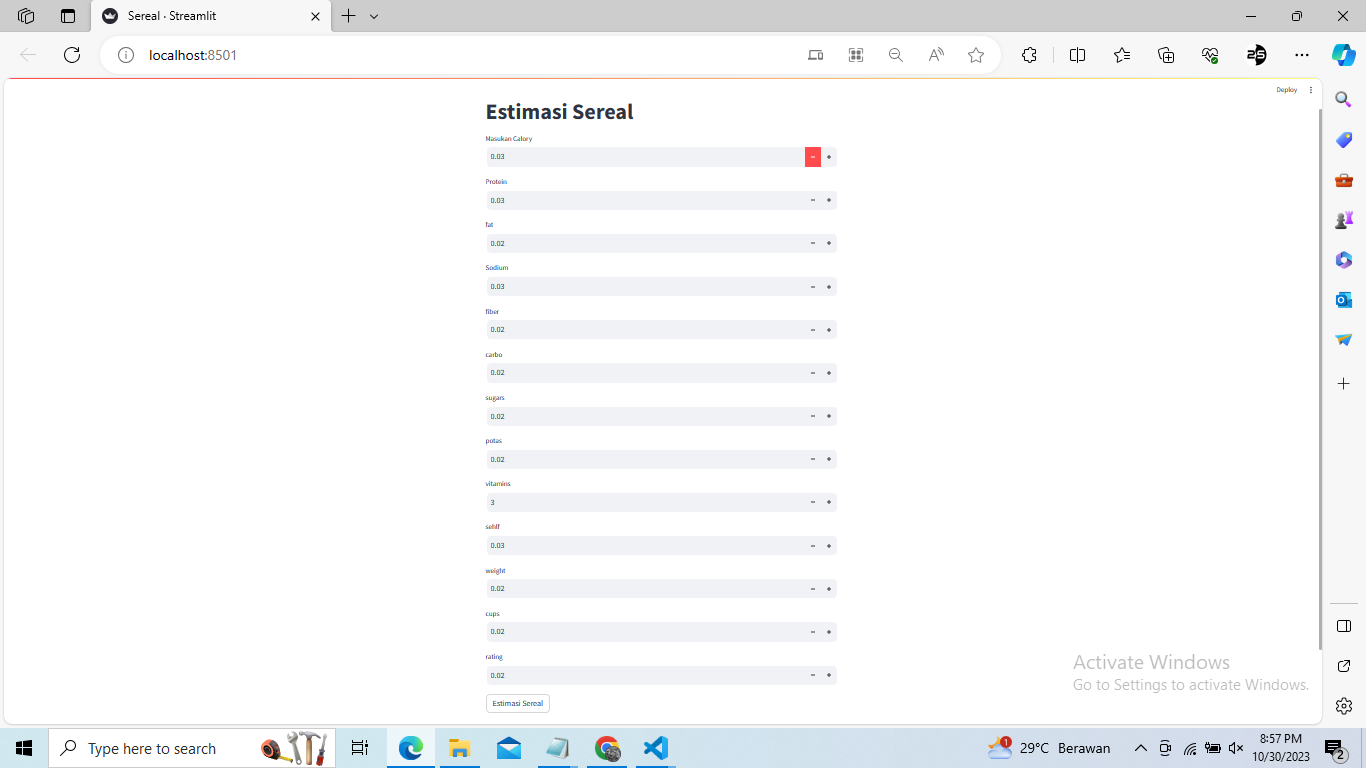 Sereal · Streamlit
localhost:8501
Deploy
Estimasi Sereal
Masukan Calory
0.03
Protein
0.03
fat
0.02
Sodium
0.03
fiber
0.02
carbo
0.02
sugars
0.02
potas
0.02
vitamins
3
sehlf
0.03
weight
0.02
cups
0.02
rating
0.02
Estimasi Sereal
Activate Windows
Go to Settings to activate Windows.
Type here to search
1
29°C Berawan
8:57 PM
10/30/2023
2